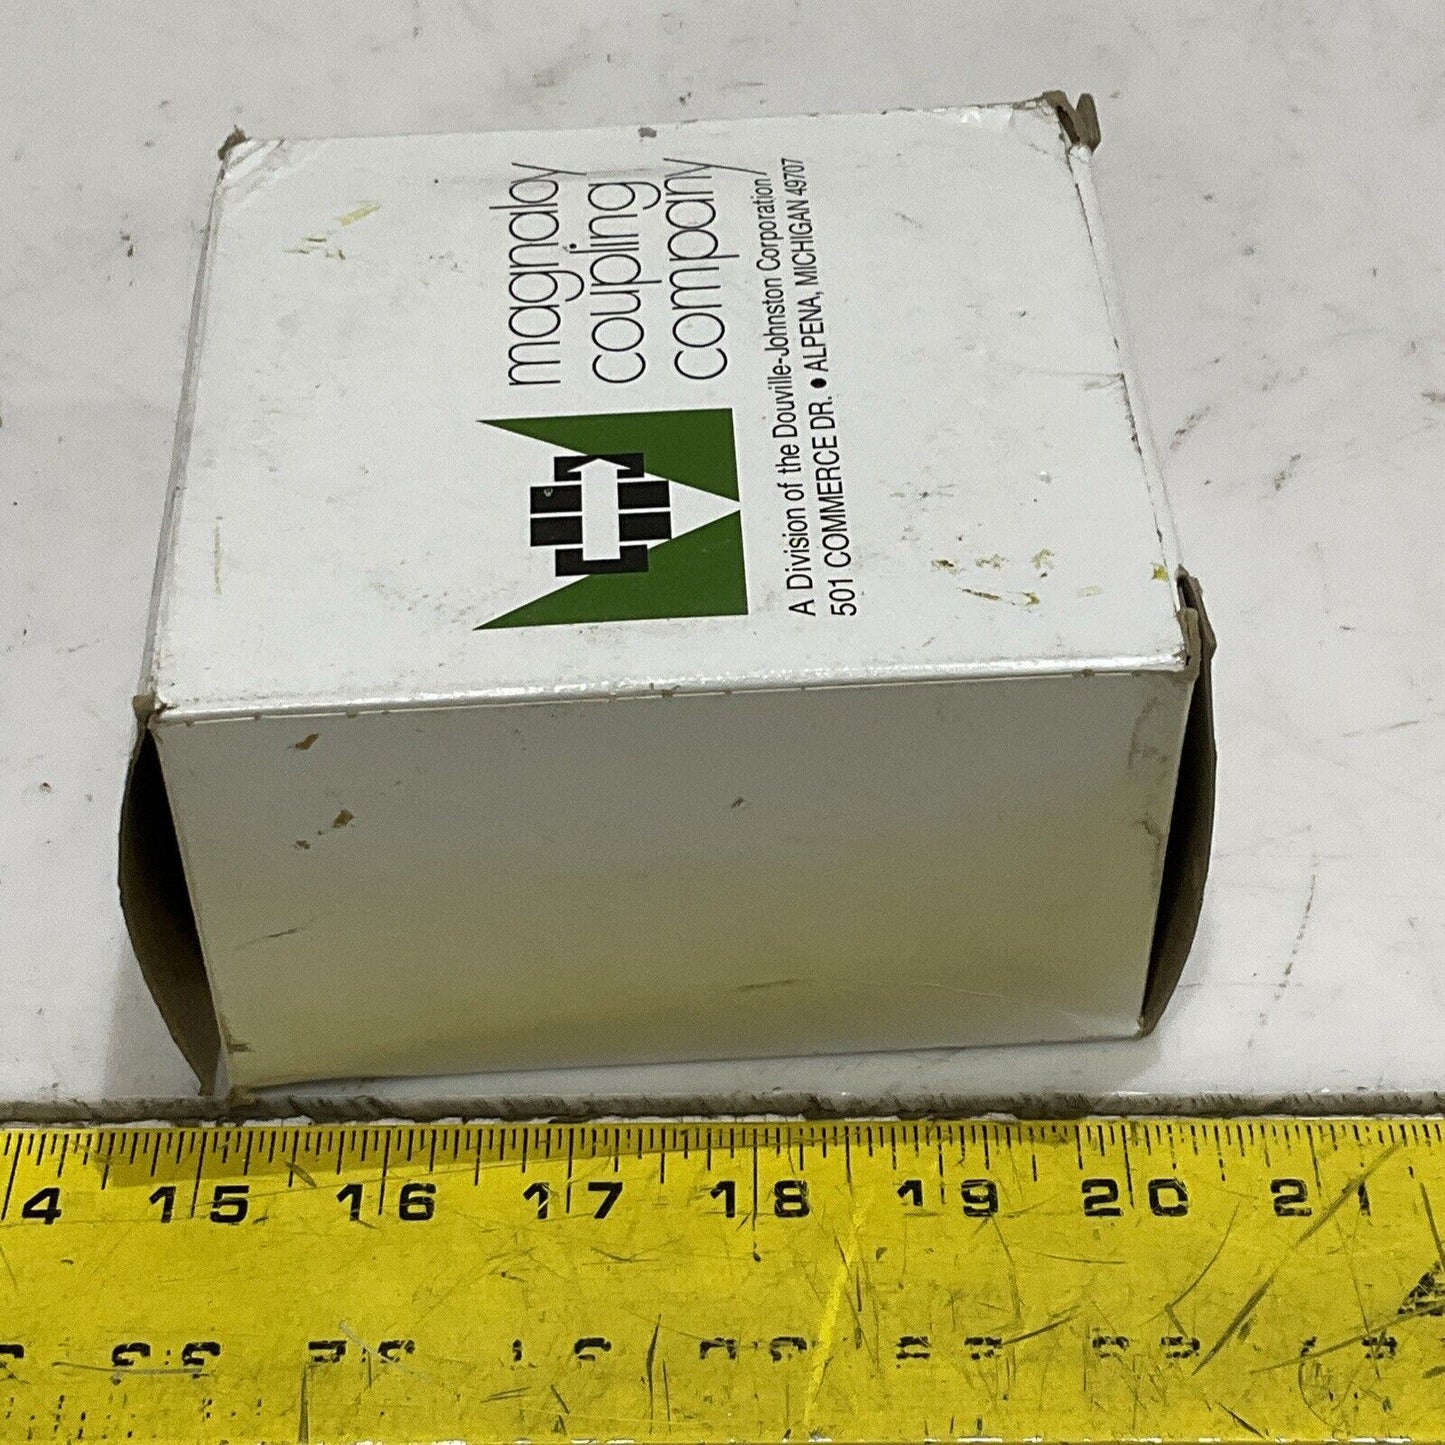 magnaloy
coupling
company
A Division of the Douville-Johnston Corporation
501 COMMERCE DR. • ALPENA, MICHIGAN 49707
4 15 16 17 18 19 20 21